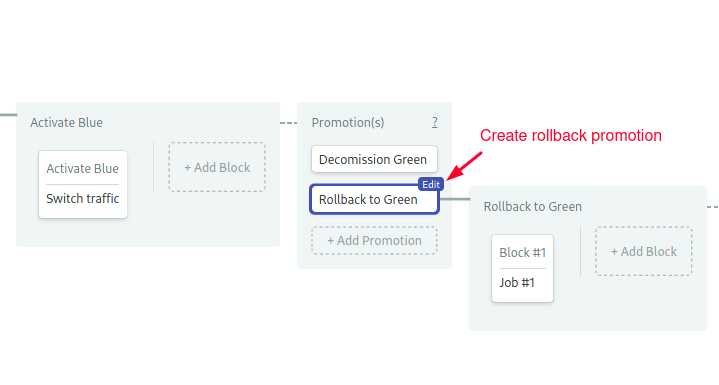 Activate Blue
Activate Blue
Switch traffic
+ Add Block
Promotion(s)
?
Decomission Green
Edit
Rollback to Green
+ Add Promotion
Create rollback promotion
Rollback to Green
Block #1
Job #1
+ Add Block